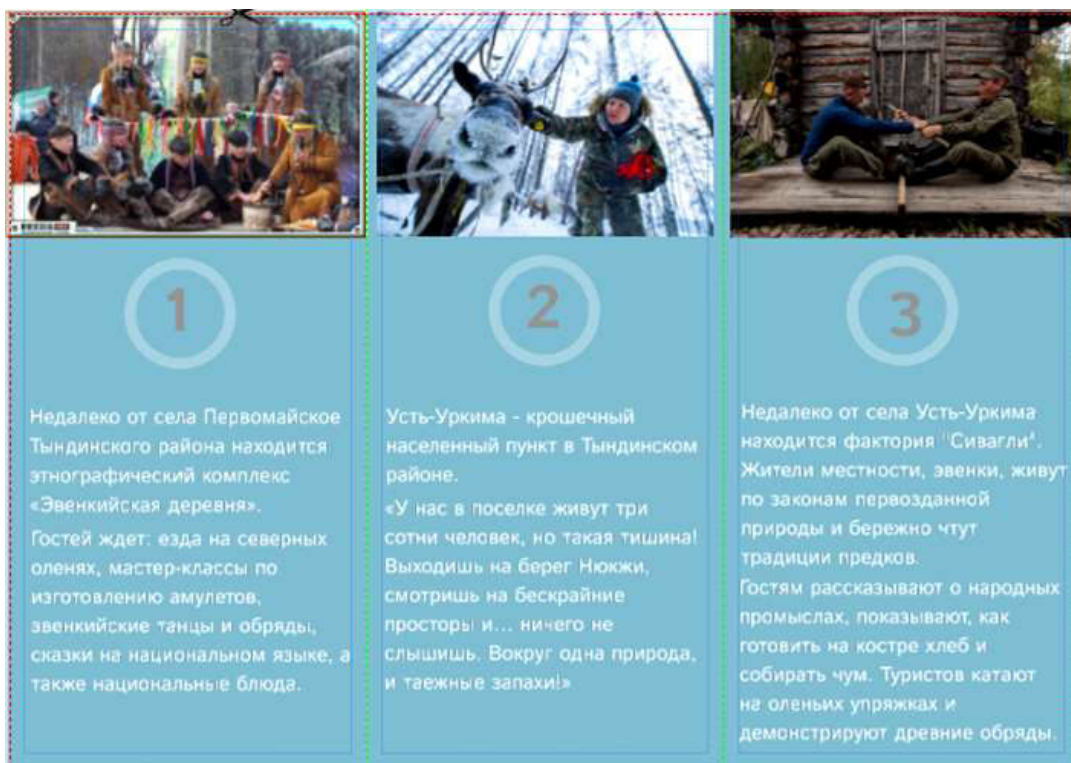 1
Недалеко от села Первомайское
Тындинского района находится
этнографический комплекс
«Эвенкийская деревня».
Гостей ждет: езда на северных
оленях, мастер-классы по
изготовлению амулетов,
эвенкийские танцы и обряды,
сказки на национальном языке, а
также национальные блюда.
2
Усть-Уркима - крошечный
населенный пункт в Тындинском
районе.
«У нас в поселке живут три
сотни человек, но такая тишина!
Выходишь на берег Нюкжи,
смотришь на бескрайние
просторы и... ничего не
слышишь. Вокруг одна природа,
и таежные запахи!»
3
Недалеко от села Усть-Уркима
находится фактория "Сивагли".
Жители местности, эвенки, живут
по законам первозданной
природы и бережно чтут
традиции предков.
Гостям рассказывают о народных
промыслах, показывают, как
готовить на костре хлеб и
собирать чум. Туристов катают
на оленьих упряжках и
демонстрируют древние обряды.